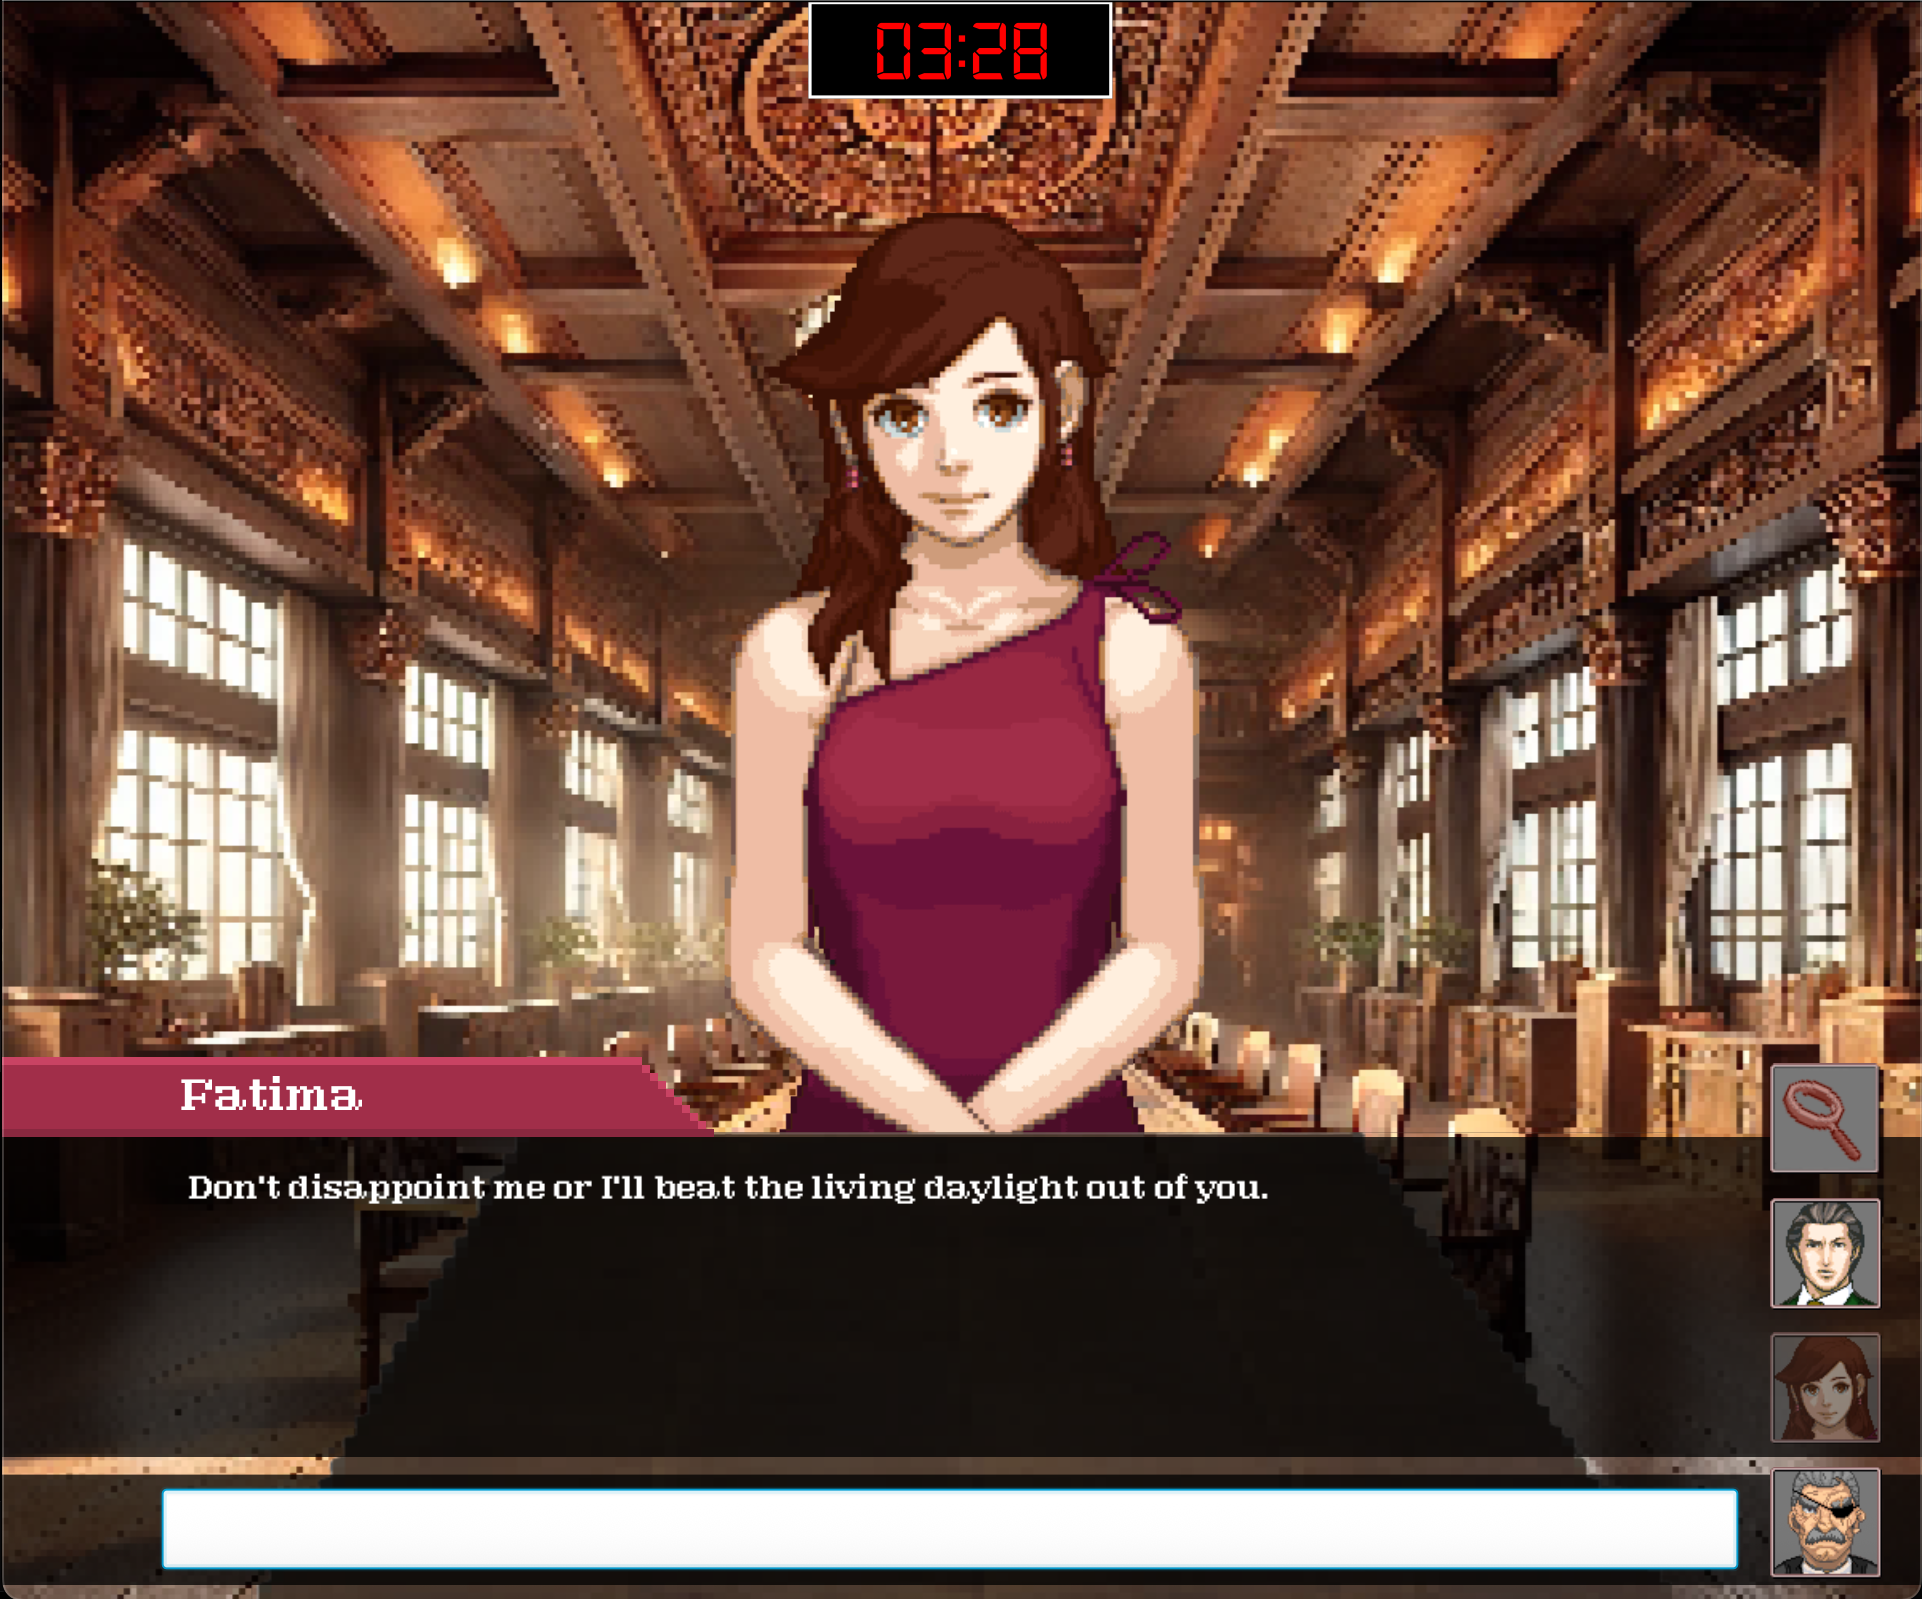 03:28
Fatima
Don't disappoint me or I'll beat the living daylight out of you.